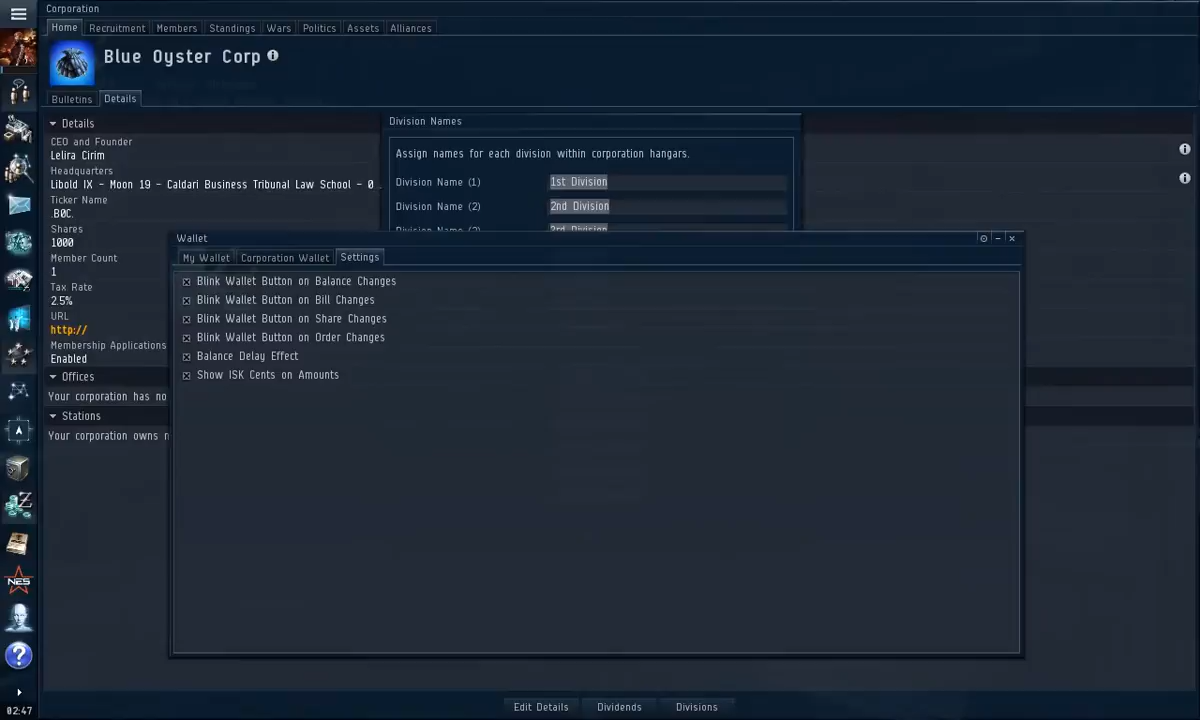 Corporation
Home Recruitment Members Standings Wars Politics Assets Alliances
Blue Oyster Corp
Bulletins Details
Details
CEO and Founder
Lelira Cirim
Headquarters
Libold IX - Moon 19 - Caldari Business Tribunal Law School - 0
Ticker Name
.B0C.
Shares
1000
Member Count
1
Tax Rate
2.5%
URL
http://
Membership Applications
Enabled
Offices
Your corporation has no
Stations
Your corporation owns n
Division Names
Assign names for each division within corporation hangars.
Division Name (1) 1st Division
Division Name (2) 2nd Division
Wallet
My Wallet Corporation Wallet Settings
Blink Wallet Button on Balance Changes
Blink Wallet Button on Bill Changes
Blink Wallet Button on Share Changes
Blink Wallet Button on Order Changes
Balance Delay Effect
Show ISK Cents on Amounts
Edit Details Dividends Divisions
NES
02:47